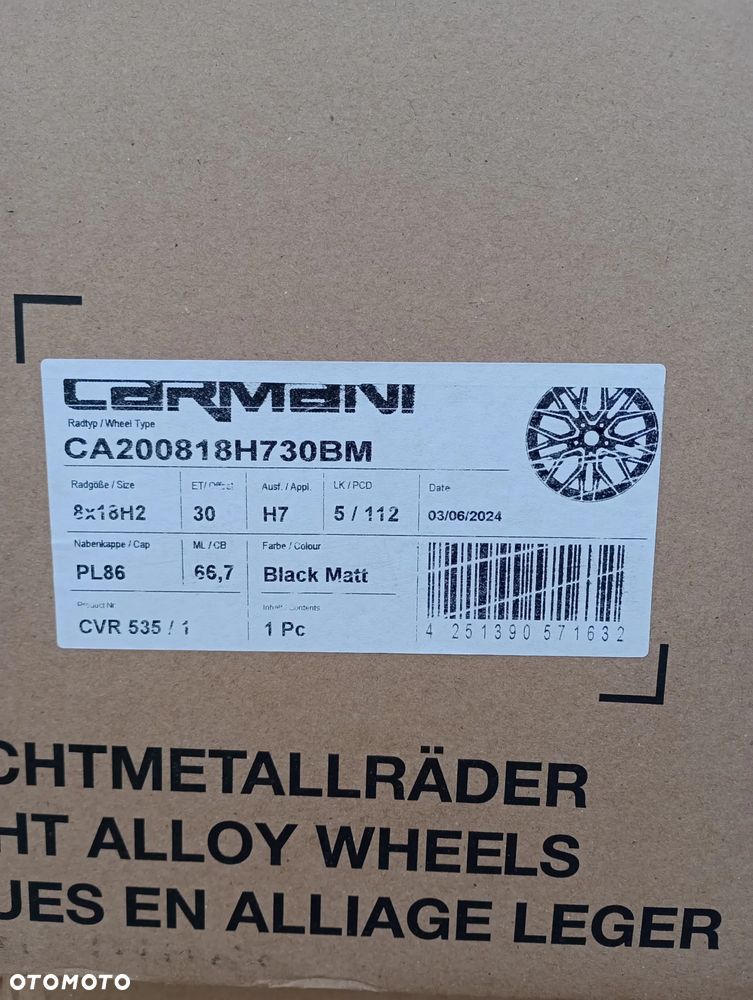 CARMANI
Radtyp / Wheel Type
CA200818H730BM
Radgöße / Size ET/ Offset Ausf. / Appl. LK / PCD Date
8x18H2 30 H7 5 / 112 03/06/2024
Nabenkappe / Cap ML / CB Farbe / Colour
PL86 66,7 Black Matt
Product Nr Inhalt / Contents
CVR 535 / 1 1 Pc
4 251390 571632
CHTMETALLRÄDER
HT ALLOY WHEELS
UES EN ALLIAGE LEGER
OTOMOTO